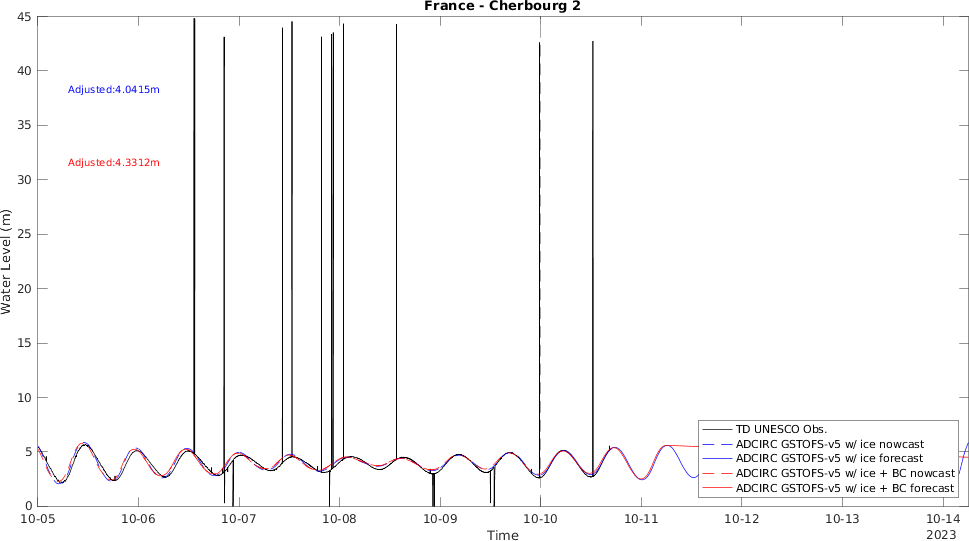 France - Cherbourg 2
45
40
35
30
25
20
15
10
5
0
Water Level (m)
Adjusted:4.0415m
Adjusted:4.3312m
TD UNESCO Obs.
ADCIRC GSTOFS-v5 w/ ice nowcast
ADCIRC GSTOFS-v5 w/ ice forecast
ADCIRC GSTOFS-v5 w/ ice + BC nowcast
ADCIRC GSTOFS-v5 w/ ice + BC forecast
10-05 10-06 10-07 10-08 10-09 10-10 10-11 10-12 10-13 10-14
2023
Time